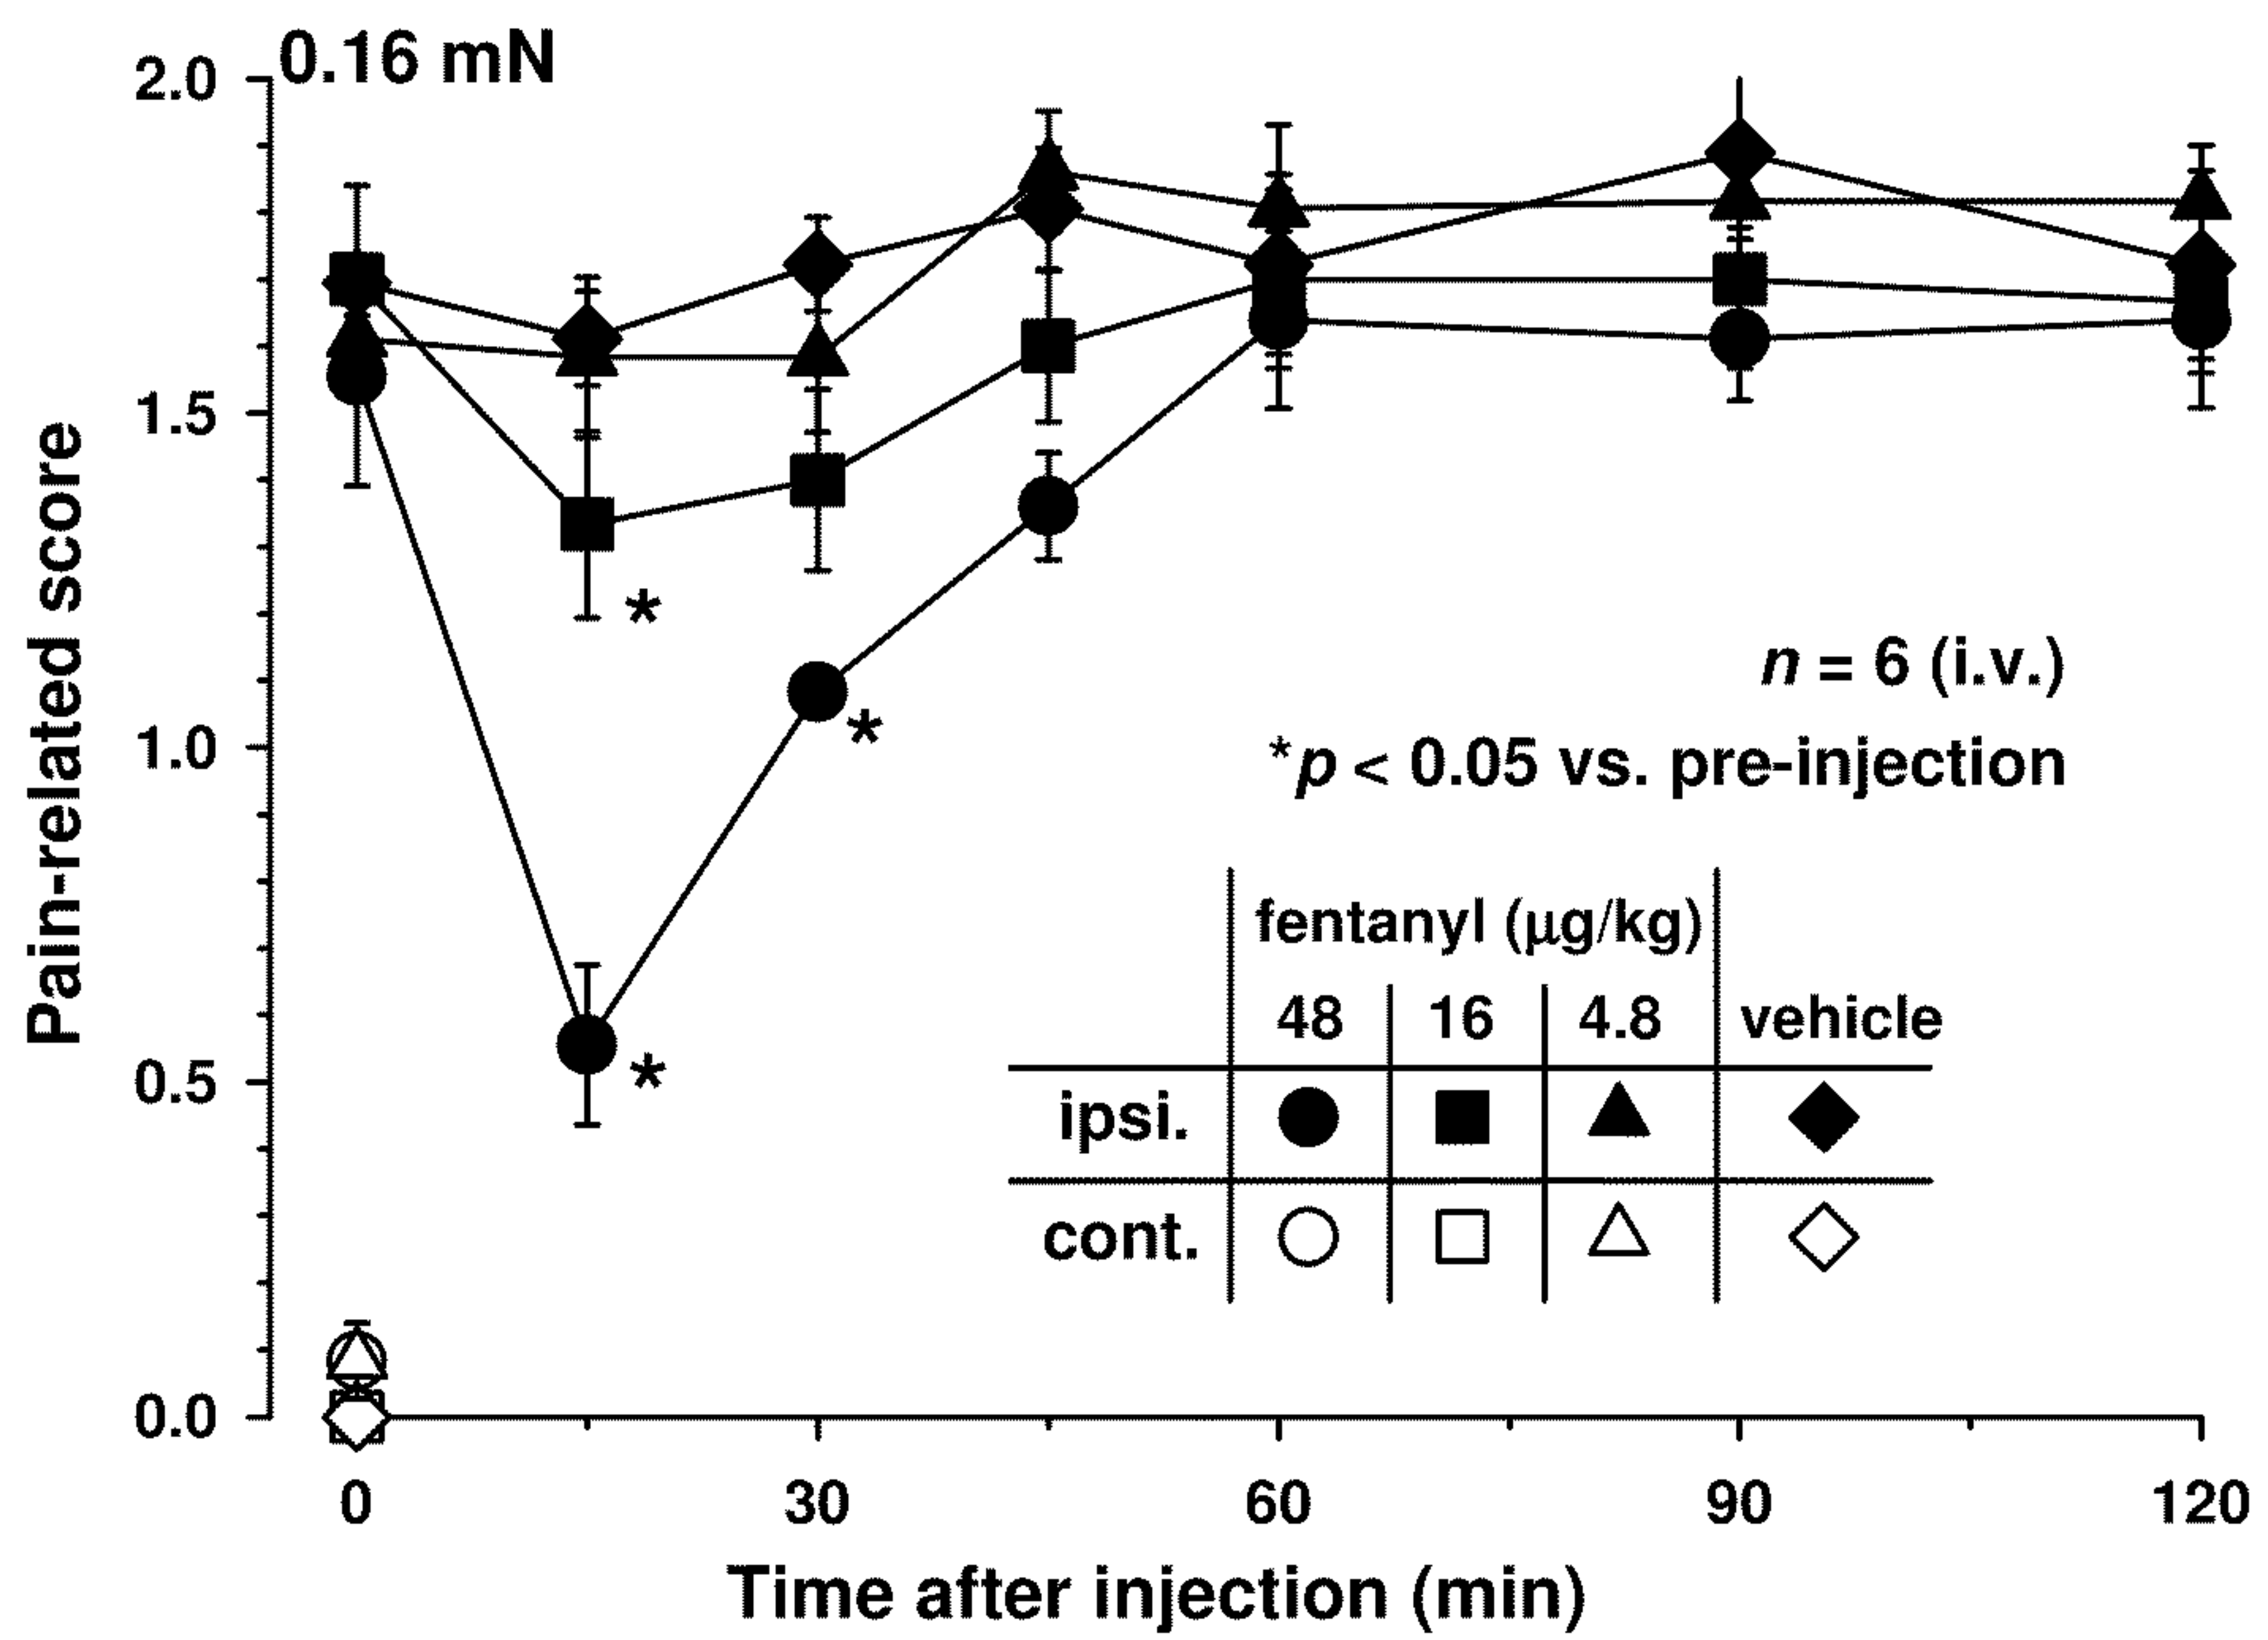 0.16 mN
2.0
1.5
1.0
0.5
0.0
Pain-related score
n = 6 (i.v.)
*p < 0.05 vs. pre-injection
fentanyl (μg/kg)
48 16 4.8 vehicle
ipsi.
cont.
*
*
*
0 30 60 90 120
Time after injection (min)